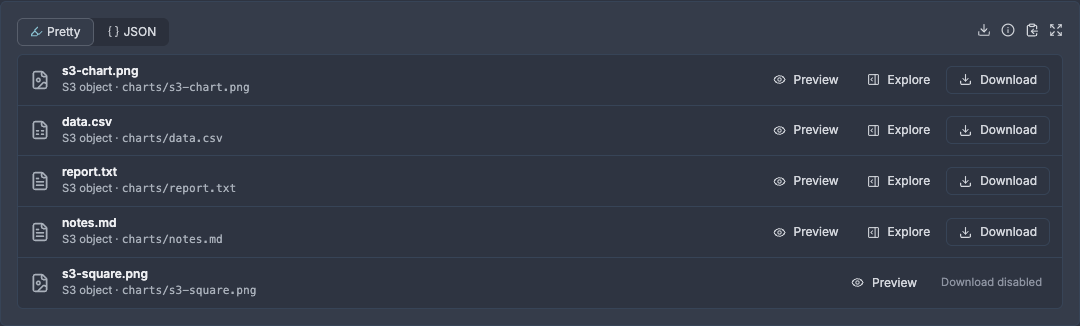 Pretty
{ } JSON
s3-chart.png
S3 object · charts/s3-chart.png
Preview
Explore
Download
data.csv
S3 object · charts/data.csv
Preview
Explore
Download
report.txt
S3 object · charts/report.txt
Preview
Explore
Download
notes.md
S3 object · charts/notes.md
Preview
Explore
Download
s3-square.png
S3 object · charts/s3-square.png
Preview
Download disabled